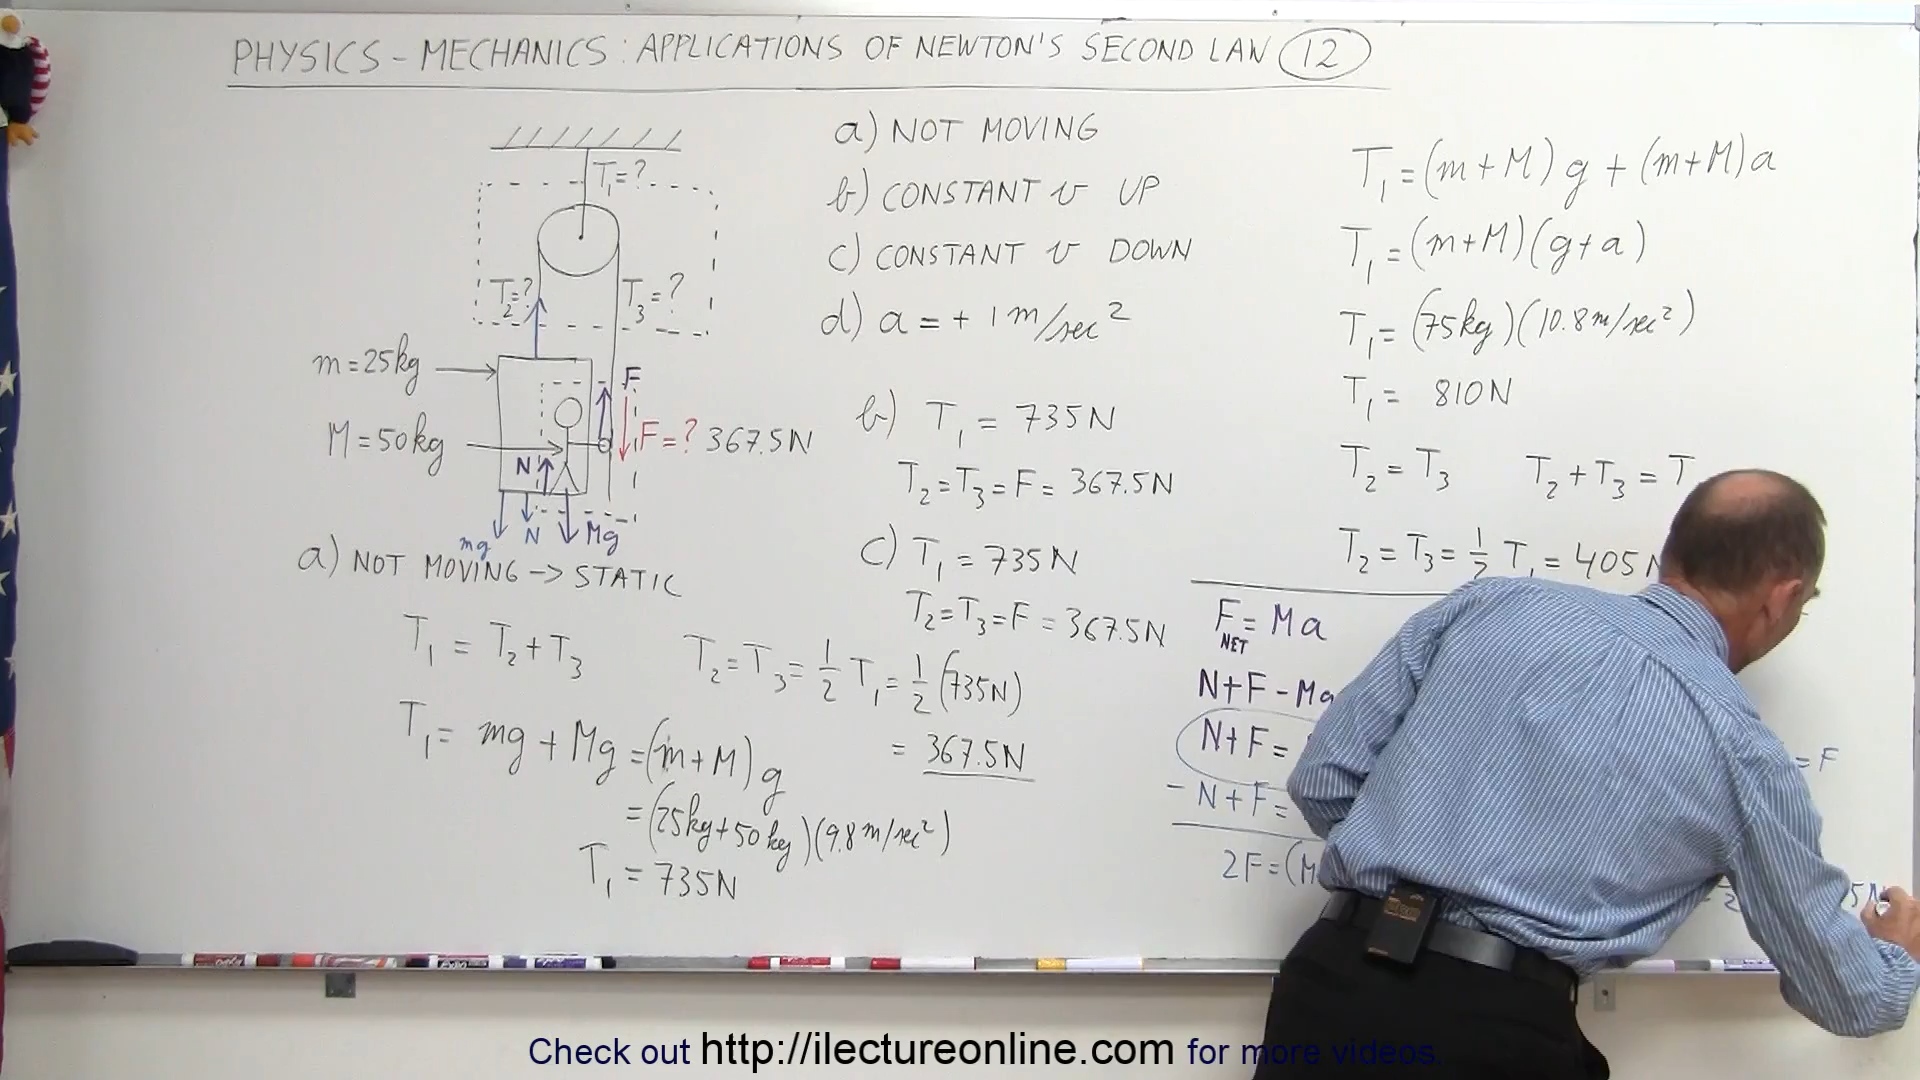 PHYSICS - MECHANICS: APPLICATIONS OF NEWTON'S SECOND LAW 12
T₁=?
T₂=?
T₃=?
m=25kg
M=50kg
F
F=? 367.5N
N
mg
N
Mg
a) NOT MOVING -> STATIC
T₁ = T₂+T₃
T₁ = mg + Mg = (m+M) g
= (25kg+50kg)(9.8 m/sec²)
T₁ = 735N
T₂=T₃= 1/2 T₁= 1/2 (735N)
= 367.5N
a) NOT MOVING
b) CONSTANT v UP
c) CONSTANT v DOWN
d) a = + 1 m/sec²
b) T₁ = 735N
T₂=T₃=F= 367.5N
c) T₁ = 735N
T₂=T₃=F = 367.5N
T₁ = (m+M) g + (m+M)a
T₁ = (m+M)(g+a)
T₁ = (75kg)(10.8 m/sec²)
T₁ = 810N
T₂ = T₃ T₂+T₃ = T
T₂ = T₃ = 1/2 T₁ = 405N
F NET = Ma
N+F-Mg
N+F=
= F
-N+F=
2F=(M
5N
Check out http://ilectureonline.com for more videos.